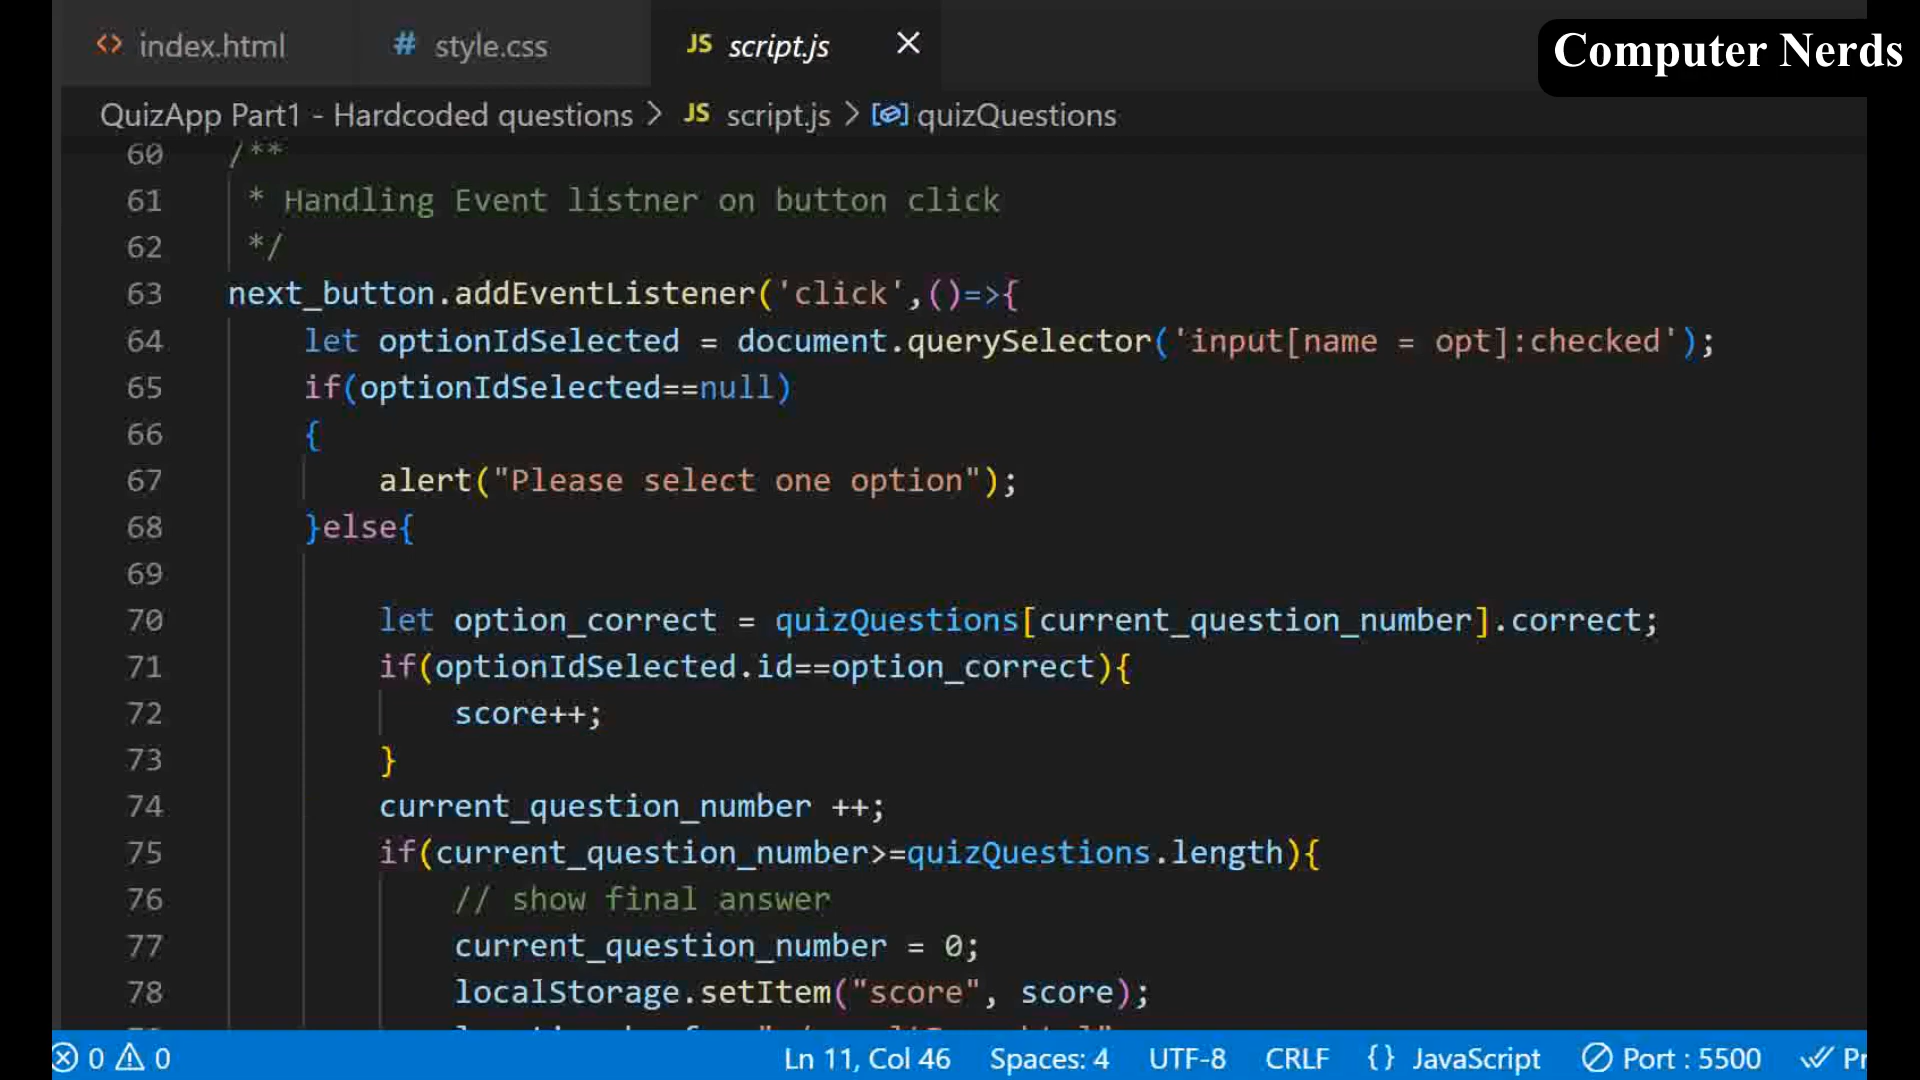 index.html # style.css JS script.js
Computer Nerds
QuizApp Part1 - Hardcoded questions > JS script.js > quizQuestions
60 /**
61 * Handling Event listner on button click
62 */
63 next_button.addEventListener('click',()=>{
64 let optionIdSelected = document.querySelector('input[name = opt]:checked');
65 if(optionIdSelected==null)
66 {
67 alert("Please select one option");
68 }else{
69
70 let option_correct = quizQuestions[current_question_number].correct;
71 if(optionIdSelected.id==option_correct){
72 score++;
73 }
74 current_question_number ++;
75 if(current_question_number>=quizQuestions.length){
76 // show final answer
77 current_question_number = 0;
78 localStorage.setItem("score", score);
0 0 Ln 11, Col 46 Spaces: 4 UTF-8 CRLF {} JavaScript Port : 5500